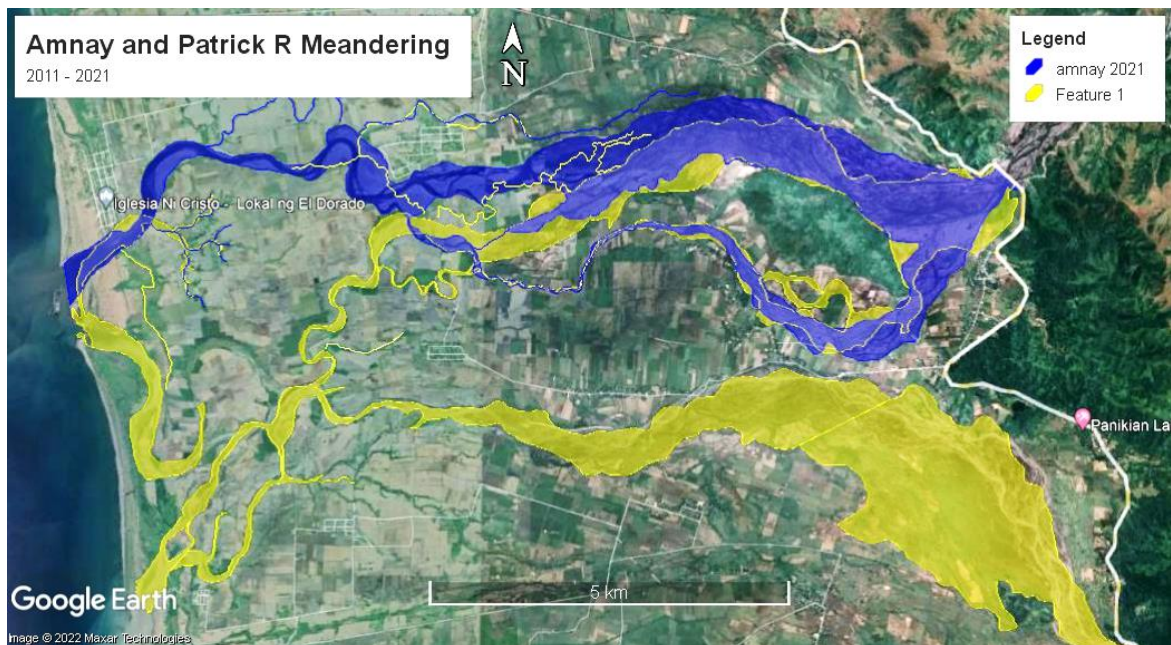 Amnay and Patrick R Meandering
2011 - 2021
N
Legend
amnay 2021
Feature 1
Iglesia Ni Cristo - Lokal ng El Dorado
Panikian La
5 km
Google Earth
Image © 2022 Maxar Technologies